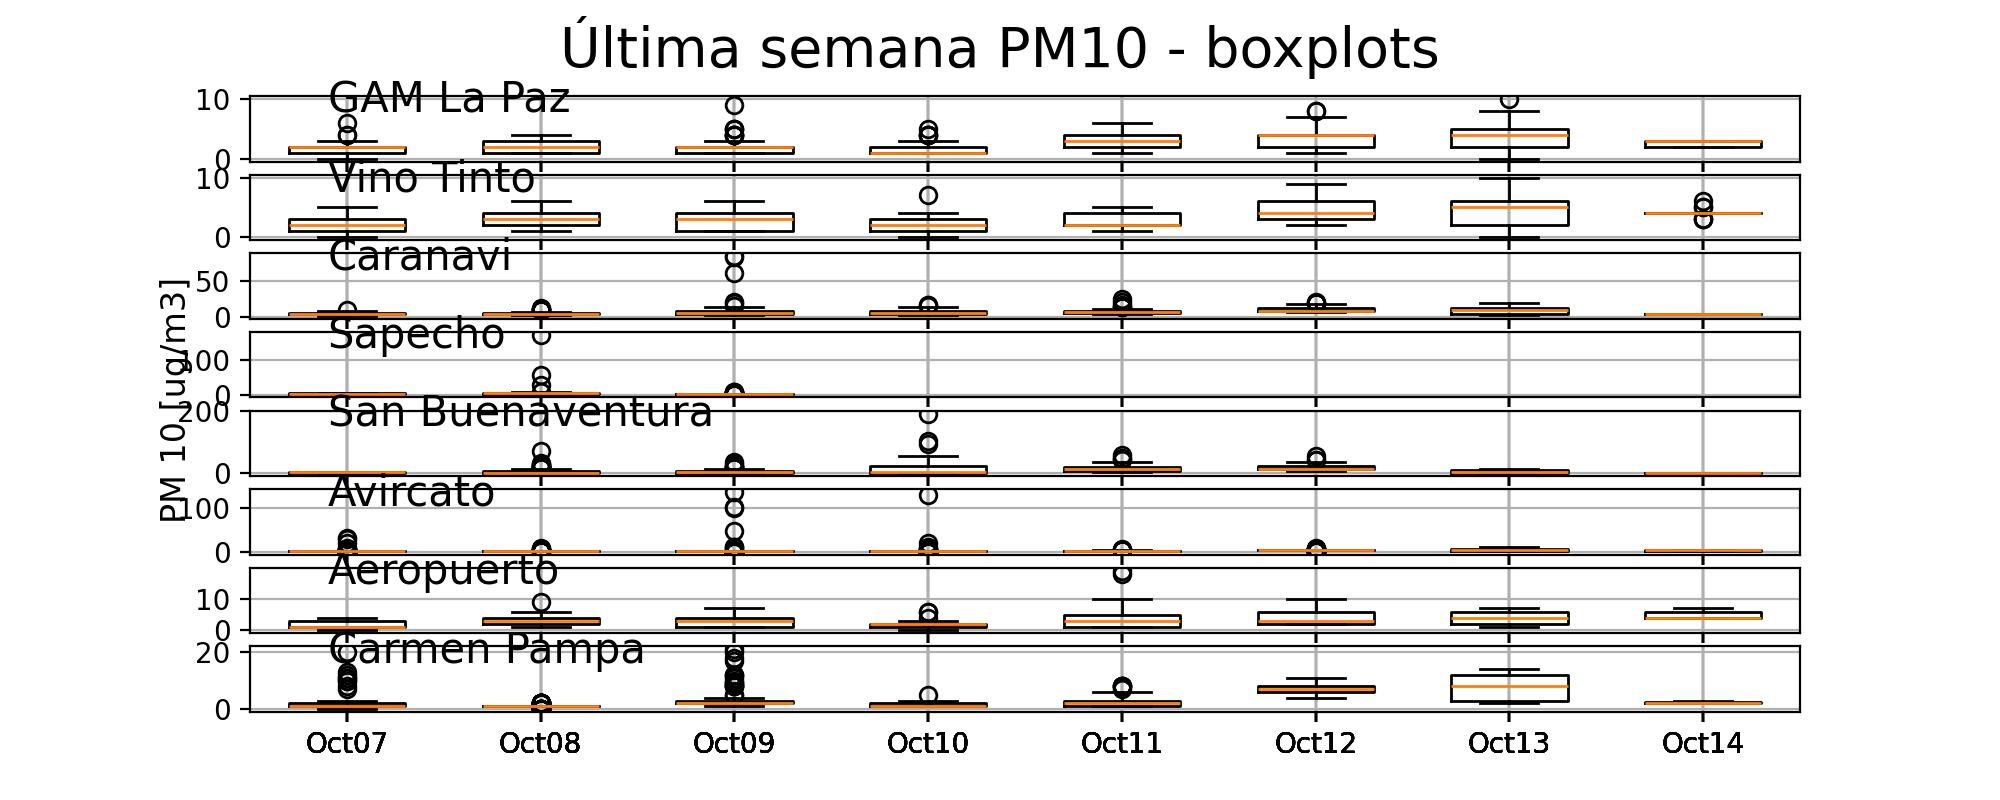 Última semana PM10 - boxplots
GAM La Paz
10
0
Vino Tinto
10
0
Caranavi
50
0
Sapecho
100
0
San Buenaventura
200
0
Avircato
100
0
Aeropuerto
10
0
Carmen Pampa
20
0
PM 10 [ug/m3]
Oct07 Oct08 Oct09 Oct10 Oct11 Oct12 Oct13 Oct14